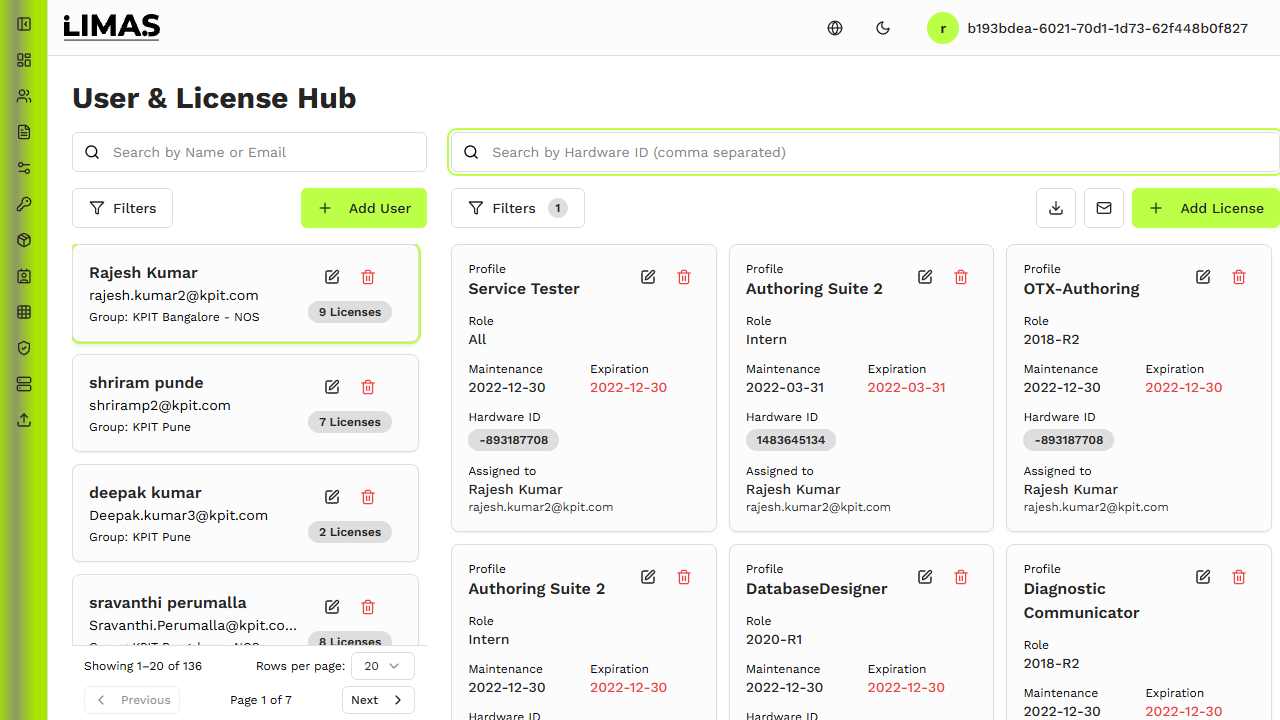 LIMAS
r
b193bdea-6021-70d1-1d73-62f448b0f827
User & License Hub
Search by Name or Email
Search by Hardware ID (comma separated)
Filters
Add User
Filters 1
Add License
Rajesh Kumar
rajesh.kumar2@kpit.com
Group: KPIT Bangalore - NOS
9 Licenses
shriram punde
shriramp2@kpit.com
Group: KPIT Pune
7 Licenses
deepak kumar
Deepak.kumar3@kpit.com
Group: KPIT Pune
2 Licenses
sravanthi perumalla
Sravanthi.Perumalla@kpit.co...
8 Licenses
Showing 1–20 of 136
Rows per page: 20
Previous
Page 1 of 7
Next
Profile
Service Tester
Role
All
Maintenance Expiration
2022-12-30 2022-12-30
Hardware ID
-893187708
Assigned to
Rajesh Kumar
rajesh.kumar2@kpit.com
Profile
Authoring Suite 2
Role
Intern
Maintenance Expiration
2022-03-31 2022-03-31
Hardware ID
1483645134
Assigned to
Rajesh Kumar
rajesh.kumar2@kpit.com
Profile
OTX-Authoring
Role
2018-R2
Maintenance Expiration
2022-12-30 2022-12-30
Hardware ID
-893187708
Assigned to
Rajesh Kumar
rajesh.kumar2@kpit.com
Profile
Authoring Suite 2
Role
Intern
Maintenance Expiration
2022-12-30 2022-12-30
Hardware ID
Profile
DatabaseDesigner
Role
2020-R1
Maintenance Expiration
2022-12-30 2022-12-30
Hardware ID
Profile
Diagnostic
Communicator
Role
2018-R2
Maintenance Expiration
2022-12-30 2022-12-30